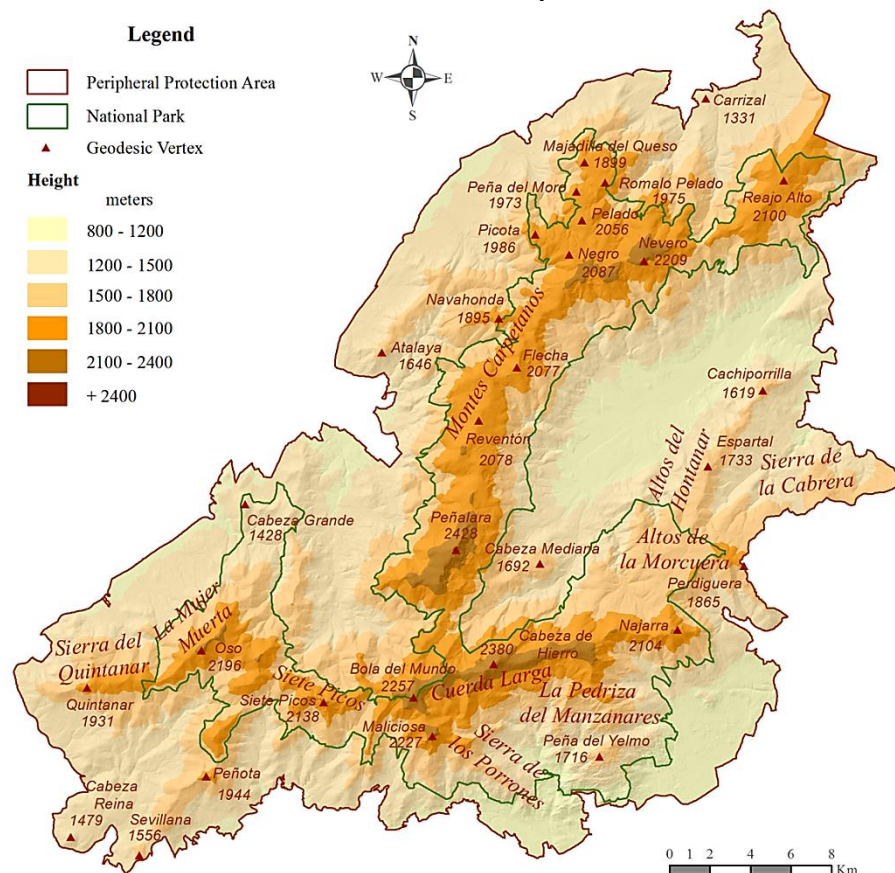 Legend
Peripheral Protection Area
National Park
Geodesic Vertex
Height
meters
800 - 1200
1200 - 1500
1500 - 1800
1800 - 2100
2100 - 2400
+ 2400
N
W
E
S
Carrizal
1331
Majadilla del Queso
1899
Peña del Moro
1973
Romalo Pelado
1975
Reajo Alto
2100
Pelado
2056
Picota
1986
Negro
2087
Nevero
2209
Navahonda
1895
Montes Carpetanos
Atalaya
1646
Flecha
2077
Cachiporrilla
1619
Reventón
2078
Altos del
Hontanar
Espartal
1733
Sierra de
la Cabrera
Cabeza Grande
1428
Peñalara
2428
Cabeza Mediana
1692
Altos de
la Morcuera
Perdiguera
1865
La Mujer
Muerta
Sierra del
Quintanar
Oso
2196
Najarra
2104
Cabeza de
Hierro
2380
Bola del Mundo
2257
Cuerda Larga
Siete Picos
Siete Picos
2138
Quintanar
1931
La Pedriza
del Manzanares
Maliciosa
2227
Sierra de
los Porrones
Peña del Yelmo
1716
Peñota
1944
Cabeza
Reina
1479
Sevillana
1556
0 1 2 4 6 8
Km